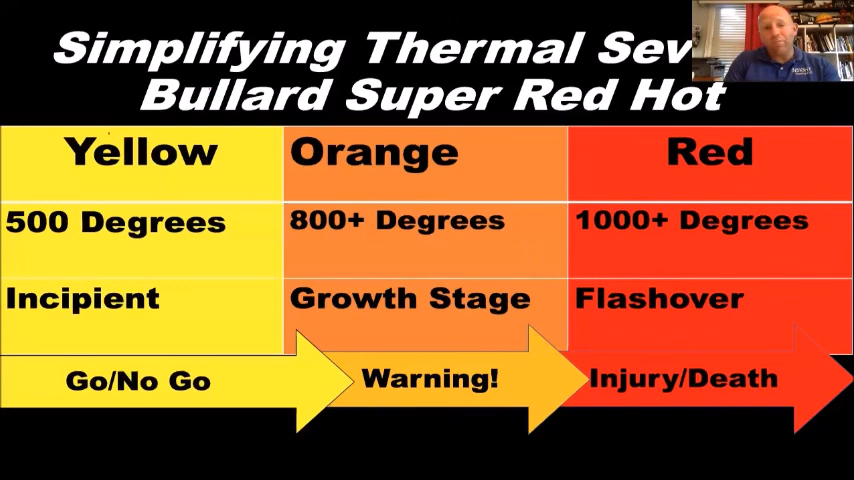 Simplifying Thermal Sev
Bullard Super Red Hot
Yellow Orange Red
500 Degrees 800+ Degrees 1000+ Degrees
Incipient Growth Stage Flashover
Go/No Go Warning! Injury/Death